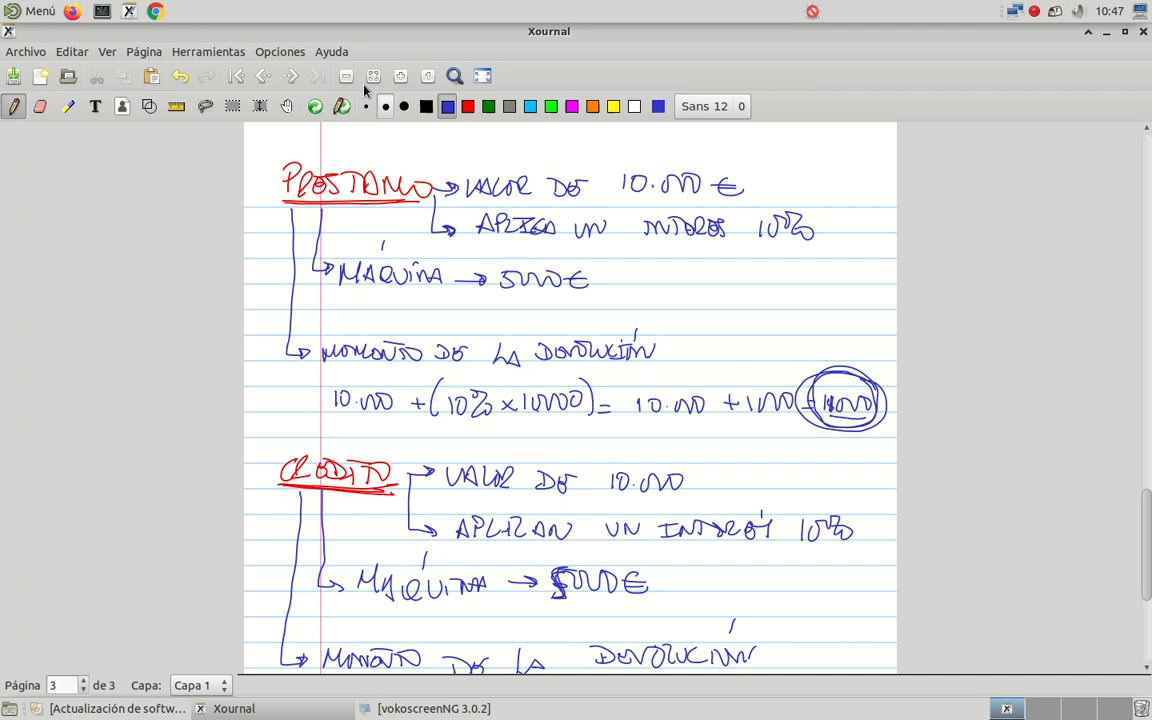 Menú 10:47
Xournal
Archivo Editar Ver Página Herramientas Opciones Ayuda
Sans 12 0
PRESTAMO → VALOR DE 10.000 €
→ APLICA UN INTERES 10%
→ MÁQUINA → 5000 €
→ MOMENTO DE LA DEVOLUCIÓN
10.000 + (10% × 10000) = 10.000 + 1000 = 11000
CREDITO → VALOR DE 10.000
→ APLICAN UN INTERÉS 10%
→ MÁQUINA → 5000 €
→ MOMENTO DE LA DEVOLUCIÓN
Página 3 de 3 Capa: Capa 1
[Actualización de softw... Xournal [vokoscreenNG 3.0.2]